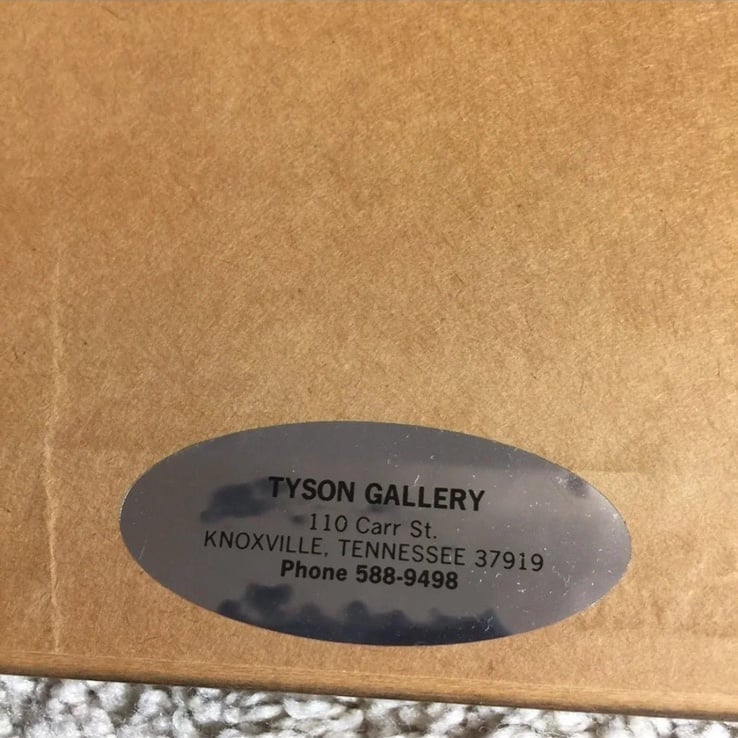 TYSON GALLERY
110 Carr St.
KNOXVILLE, TENNESSEE 37919
Phone 588-9498